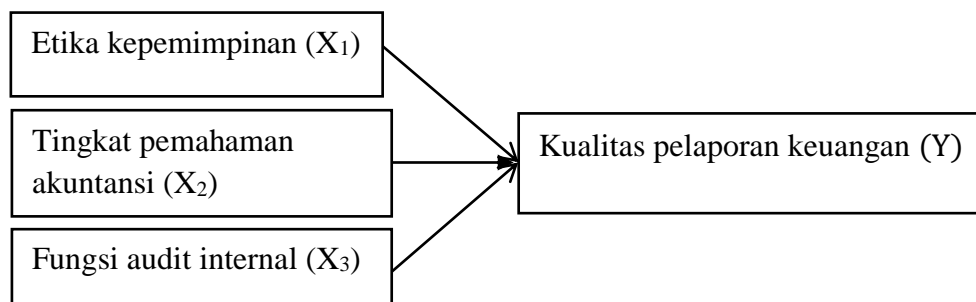 Etika kepemimpinan (X₁)
Tingkat pemahaman
akuntansi (X₂)
Fungsi audit internal (X₃)
Kualitas pelaporan keuangan (Y)